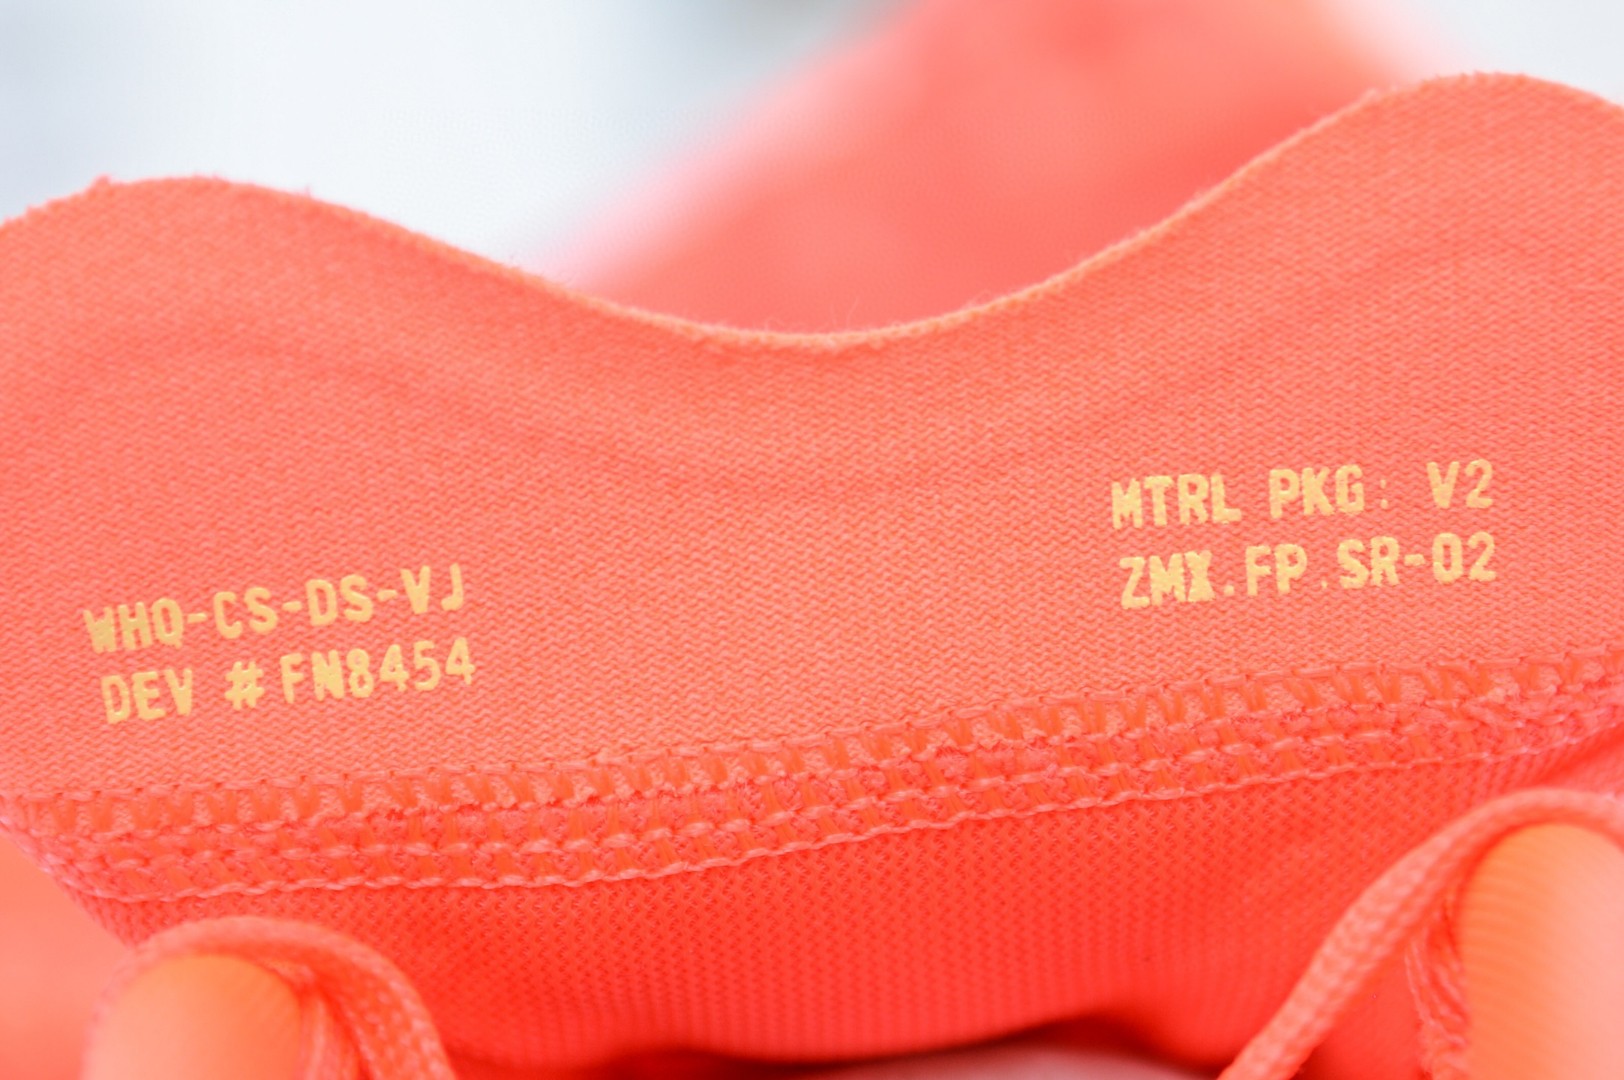 WHQ-CS-DS-VJ
DEV # FN8454
MTRL PKG: V2
ZMX.FP.SR-02